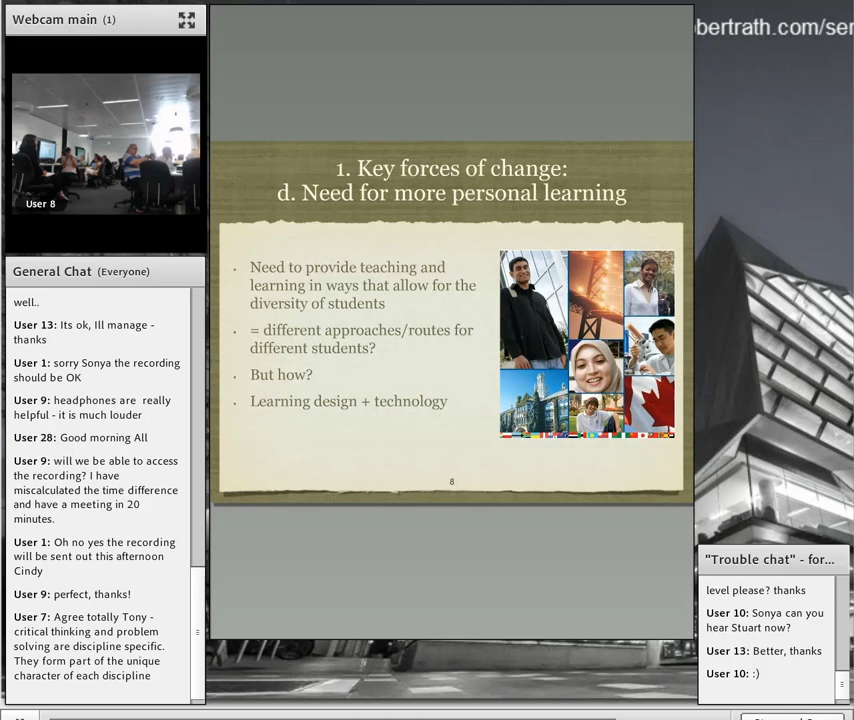 Webcam main (1)
User 8
General Chat (Everyone)
well..
User 13: Its ok, Ill manage -
thanks
User 1: sorry Sonya the recording
should be OK
User 9: headphones are really
helpful - it is much louder
User 28: Good morning All
User 9: will we be able to access
the recording? I have
miscalculated the time difference
and have a meeting in 20
minutes.
User 1: Oh no yes the recording
will be sent out this afternoon
Cindy
User 9: perfect, thanks!
User 7: Agree totally Tony -
critical thinking and problem
solving are discipline specific.
They form part of the unique
character of each discipline
1. Key forces of change:
d. Need for more personal learning
Need to provide teaching and
learning in ways that allow for the
diversity of students
= different approaches/routes for
different students?
But how?
Learning design + technology
8
bertrath.com/ser
"Trouble chat" - for...
level please? thanks
User 10: Sonya can you
hear Stuart now?
User 13: Better, thanks
User 10: :)